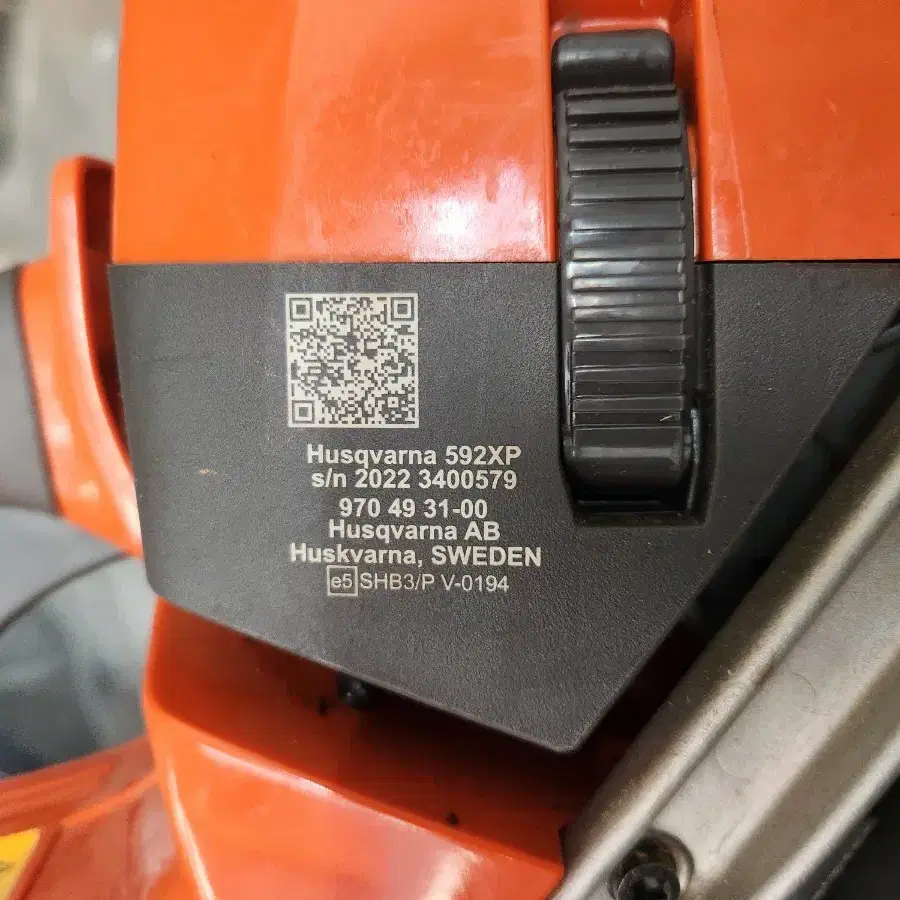 Husqvarna 592XP
s/n 2022 3400579
970 49 31-00
Husqvarna AB
Huskvarna, SWEDEN
e5 SHB3/P V-0194